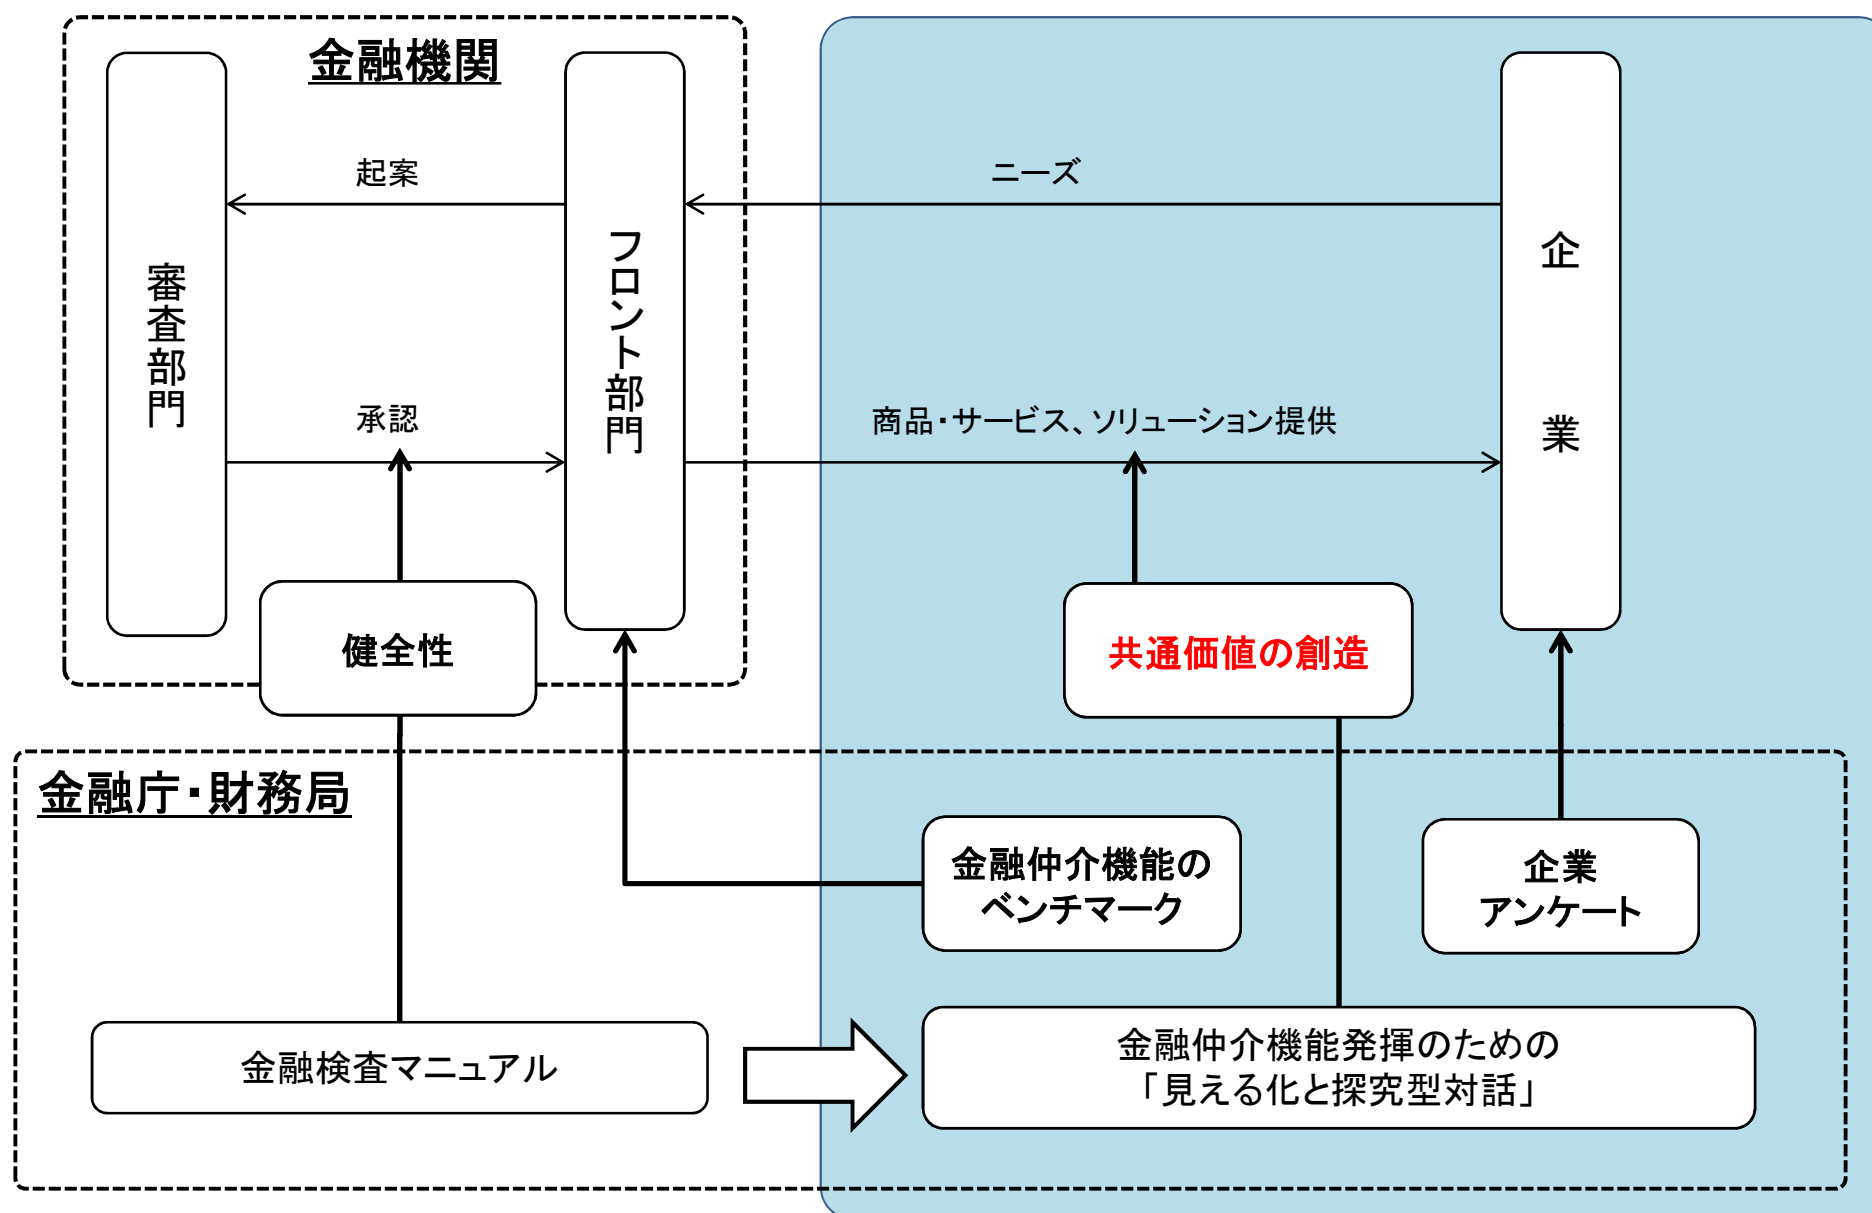 金融機関
起案
ニーズ
審査部門
フロント部門
企業
承認
商品・サービス、ソリューション提供
健全性
共通価値の創造
金融庁・財務局
金融仲介機能の
ベンチマーク
企業
アンケート
金融検査マニュアル
金融仲介機能発揮のための
「見える化と探究型対話」